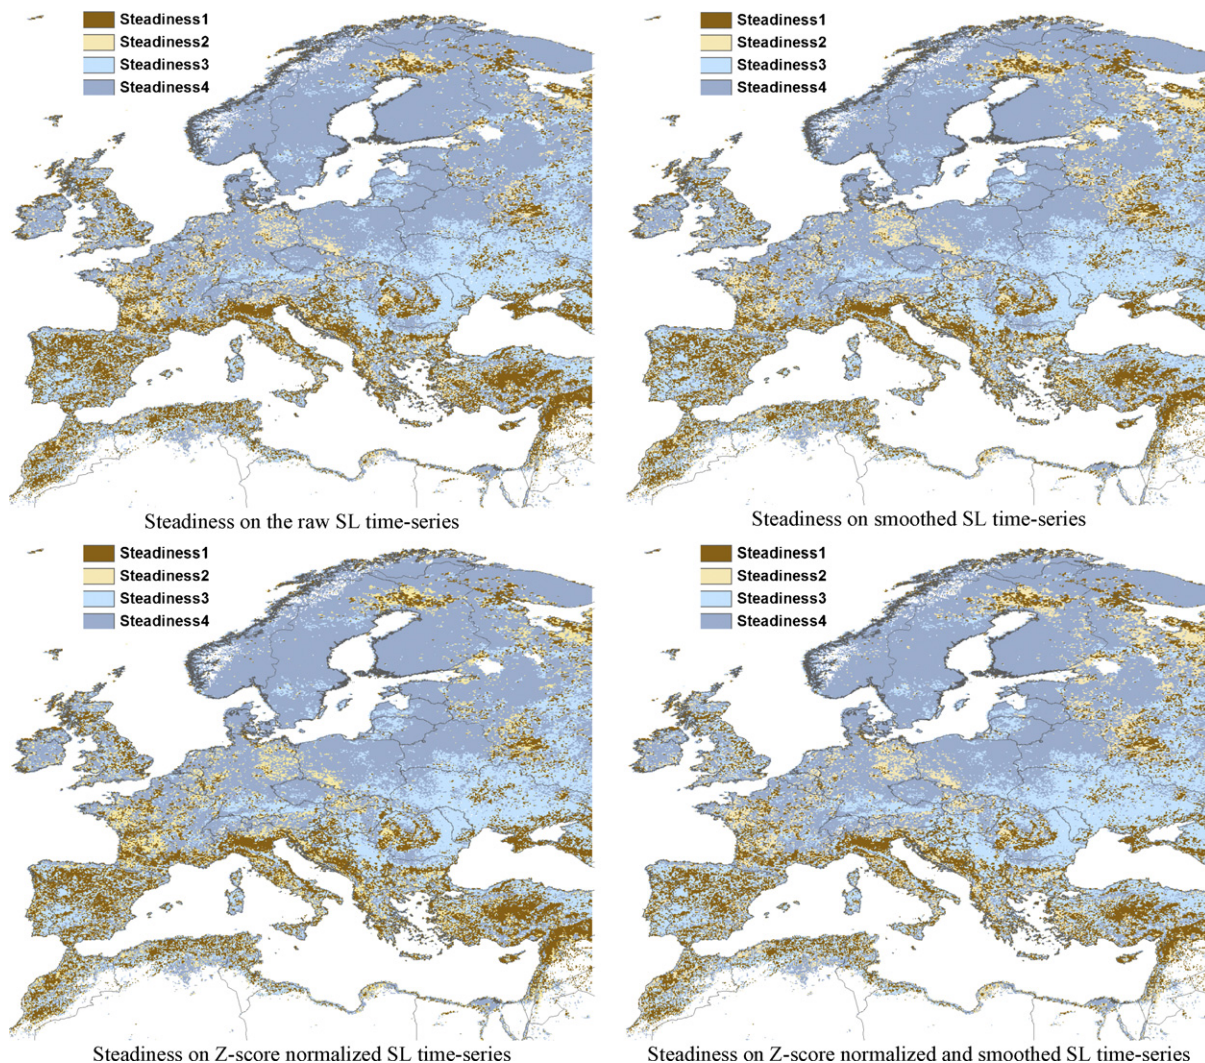 Steadiness1
Steadiness2
Steadiness3
Steadiness4
Steadiness on the raw SL time-series
Steadiness1
Steadiness2
Steadiness3
Steadiness4
Steadiness on smoothed SL time-series
Steadiness1
Steadiness2
Steadiness3
Steadiness4
Steadiness on Z-score normalized SL time-series
Steadiness1
Steadiness2
Steadiness3
Steadiness4
Steadiness on Z-score normalized and smoothed SL time-series